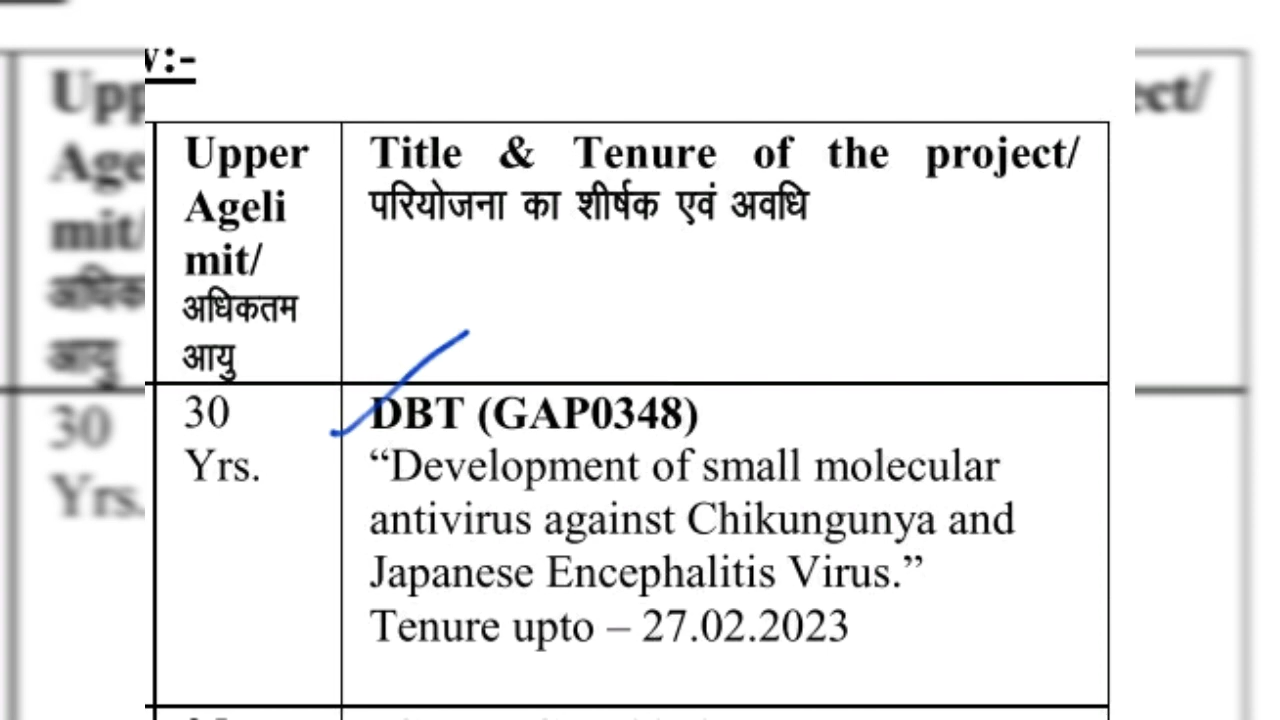 :-
Upper
Ageli
mit/
अधिकतम
आयु
Title & Tenure of the project/
परियोजना का शीर्षक एवं अवधि
30
Yrs.
DBT (GAP0348)
“Development of small molecular
antivirus against Chikungunya and
Japanese Encephalitis Virus.”
Tenure upto – 27.02.2023